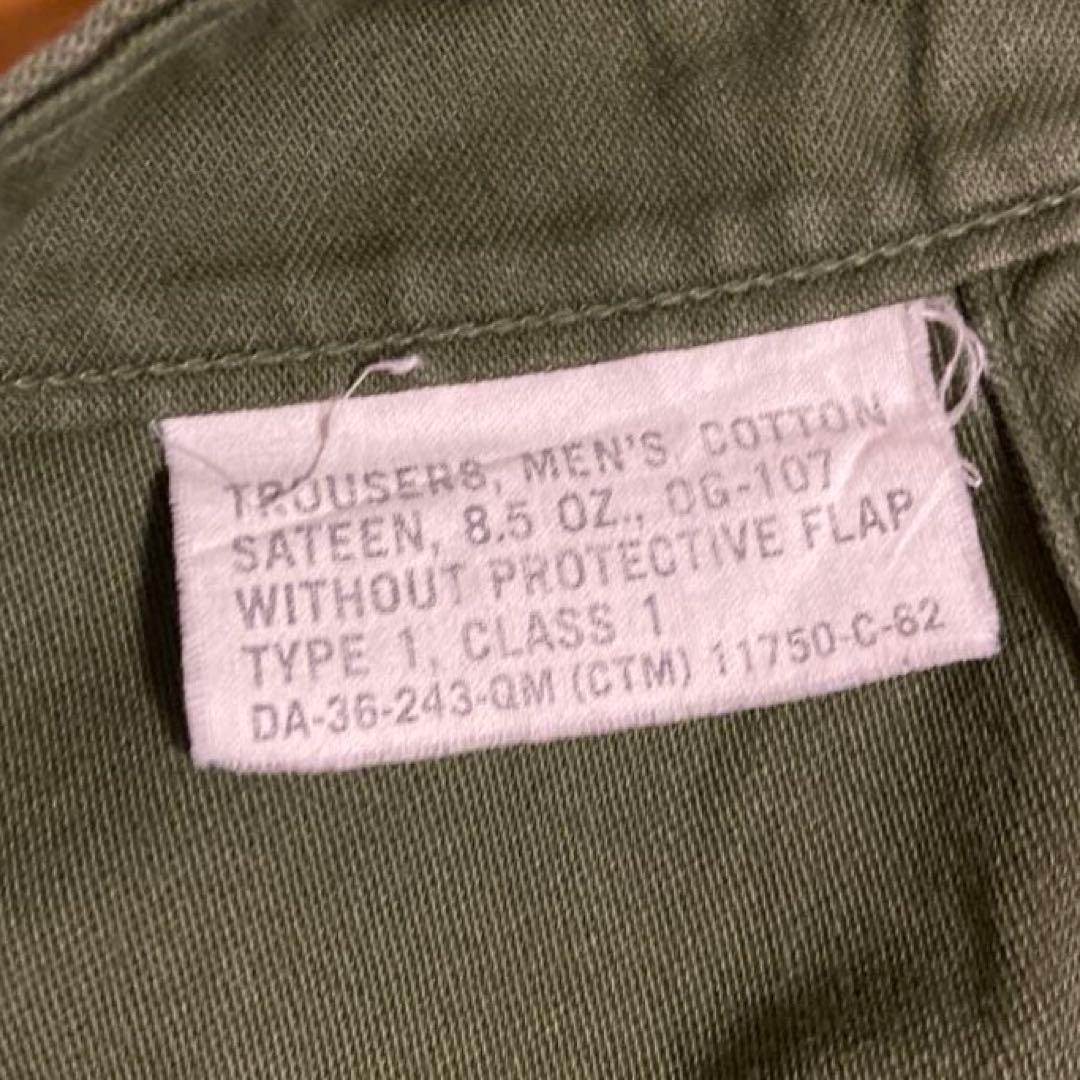 TROUSERS, MEN'S, COTTON
SATEEN, 8.5 OZ., OG-107
WITHOUT PROTECTIVE FLAP
TYPE 1, CLASS 1
DA-36-243-QM (CTM) 11750-C-62